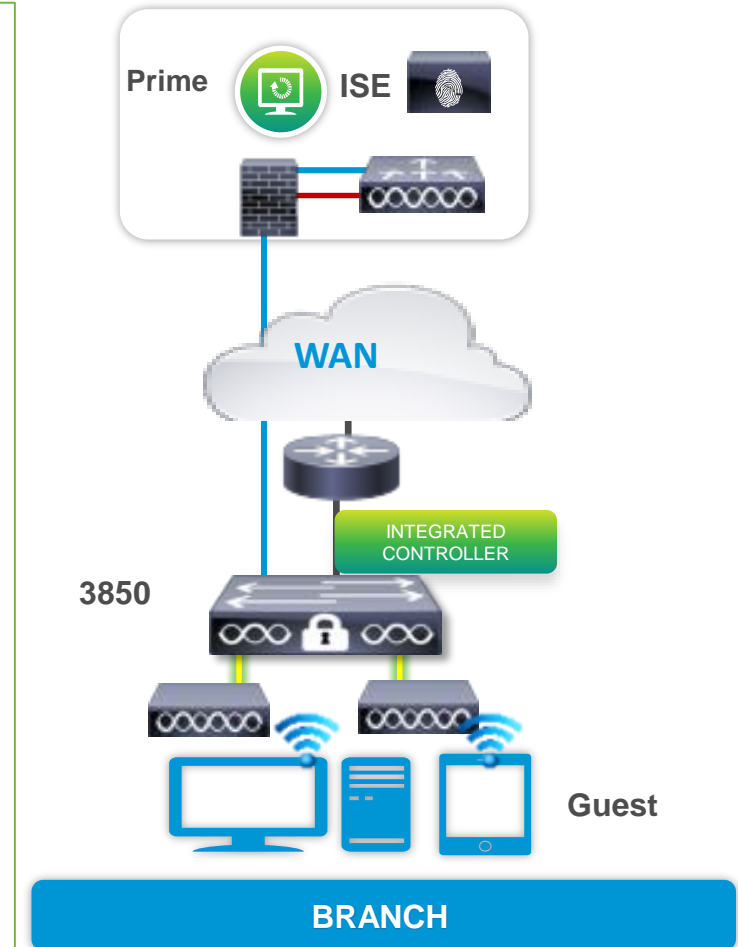 Prime
ISE
WAN
INTEGRATED
CONTROLLER
3850
Guest
BRANCH